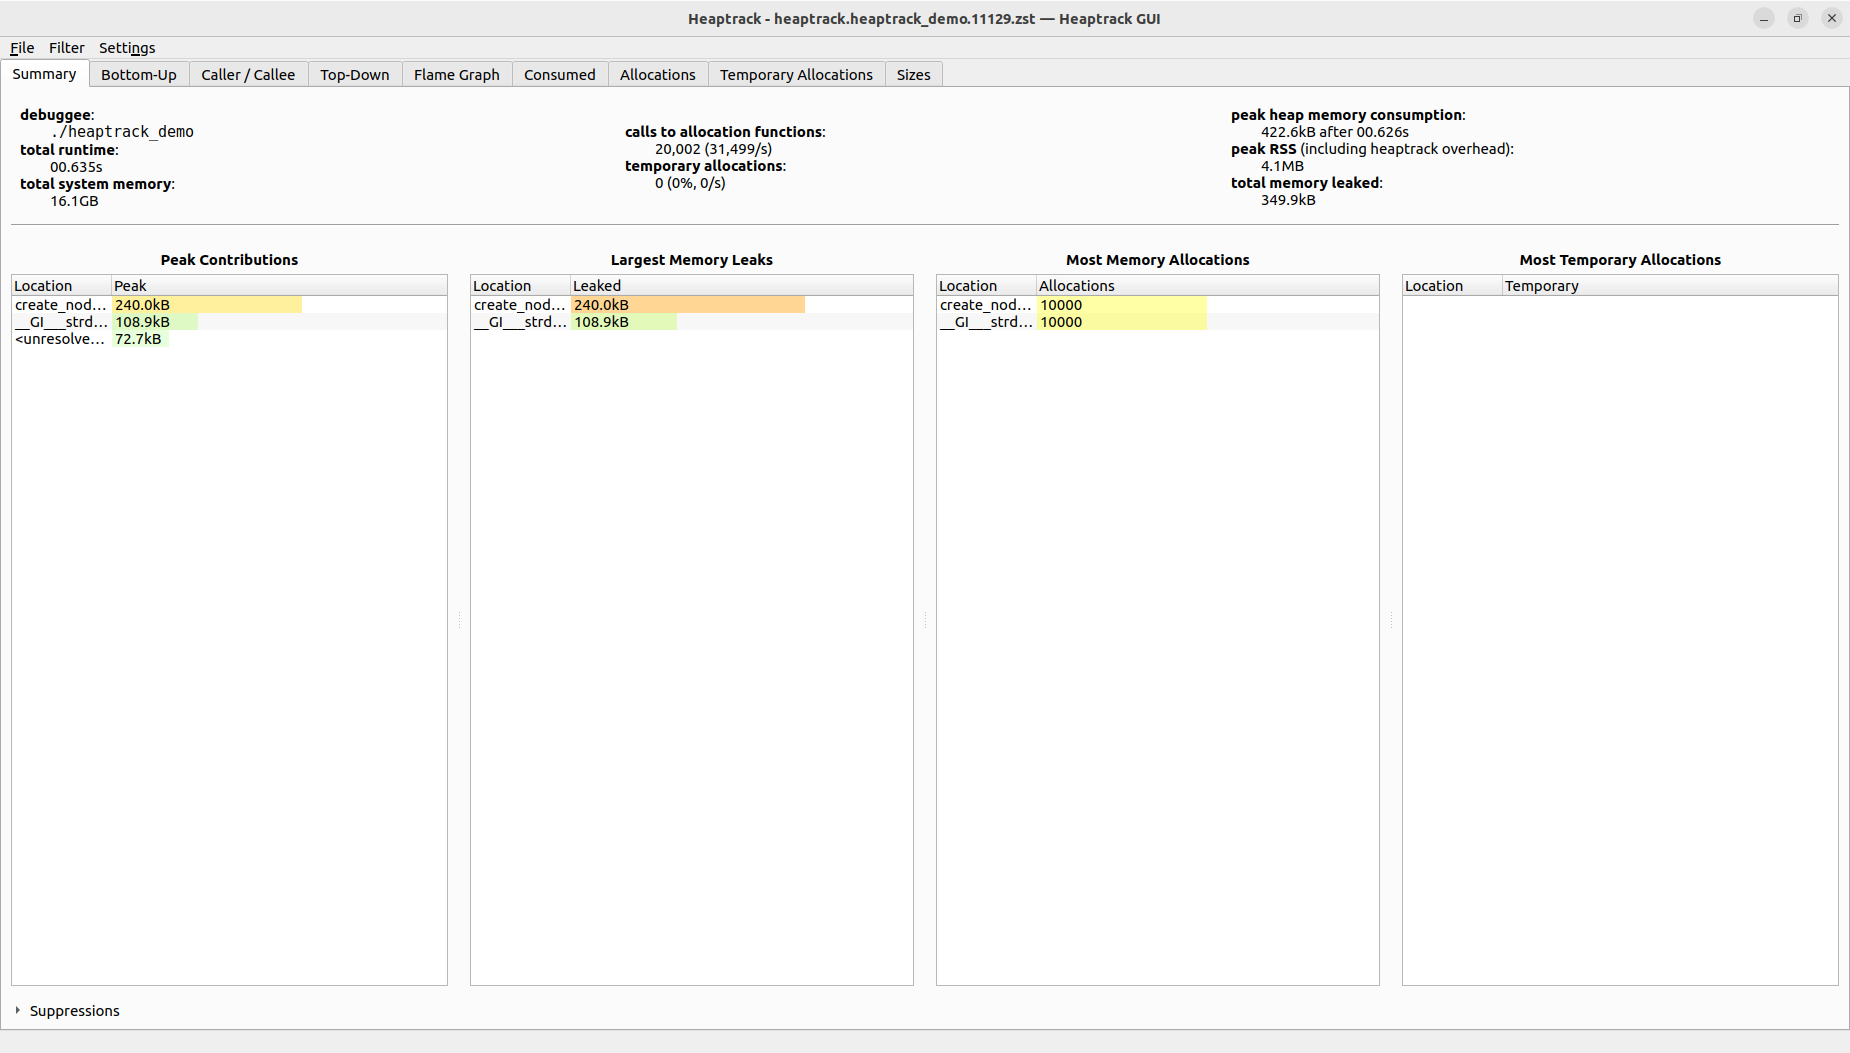 Heaptrack - heaptrack.heaptrack_demo.11129.zst — Heaptrack GUI
File Filter Settings
Summary Bottom-Up Caller / Callee Top-Down Flame Graph Consumed Allocations Temporary Allocations Sizes
debuggee:
./heaptrack_demo
total runtime:
00.635s
total system memory:
16.1GB
calls to allocation functions:
20,002 (31,499/s)
temporary allocations:
0 (0%, 0/s)
peak heap memory consumption:
422.6kB after 00.626s
peak RSS (including heaptrack overhead):
4.1MB
total memory leaked:
349.9kB
Peak Contributions
Location Peak
create_nod... 240.0kB
__GI___strd... 108.9kB
<unresolve... 72.7kB
Largest Memory Leaks
Location Leaked
create_nod... 240.0kB
__GI___strd... 108.9kB
Most Memory Allocations
Location Allocations
create_nod... 10000
__GI___strd... 10000
Most Temporary Allocations
Location Temporary
Suppressions